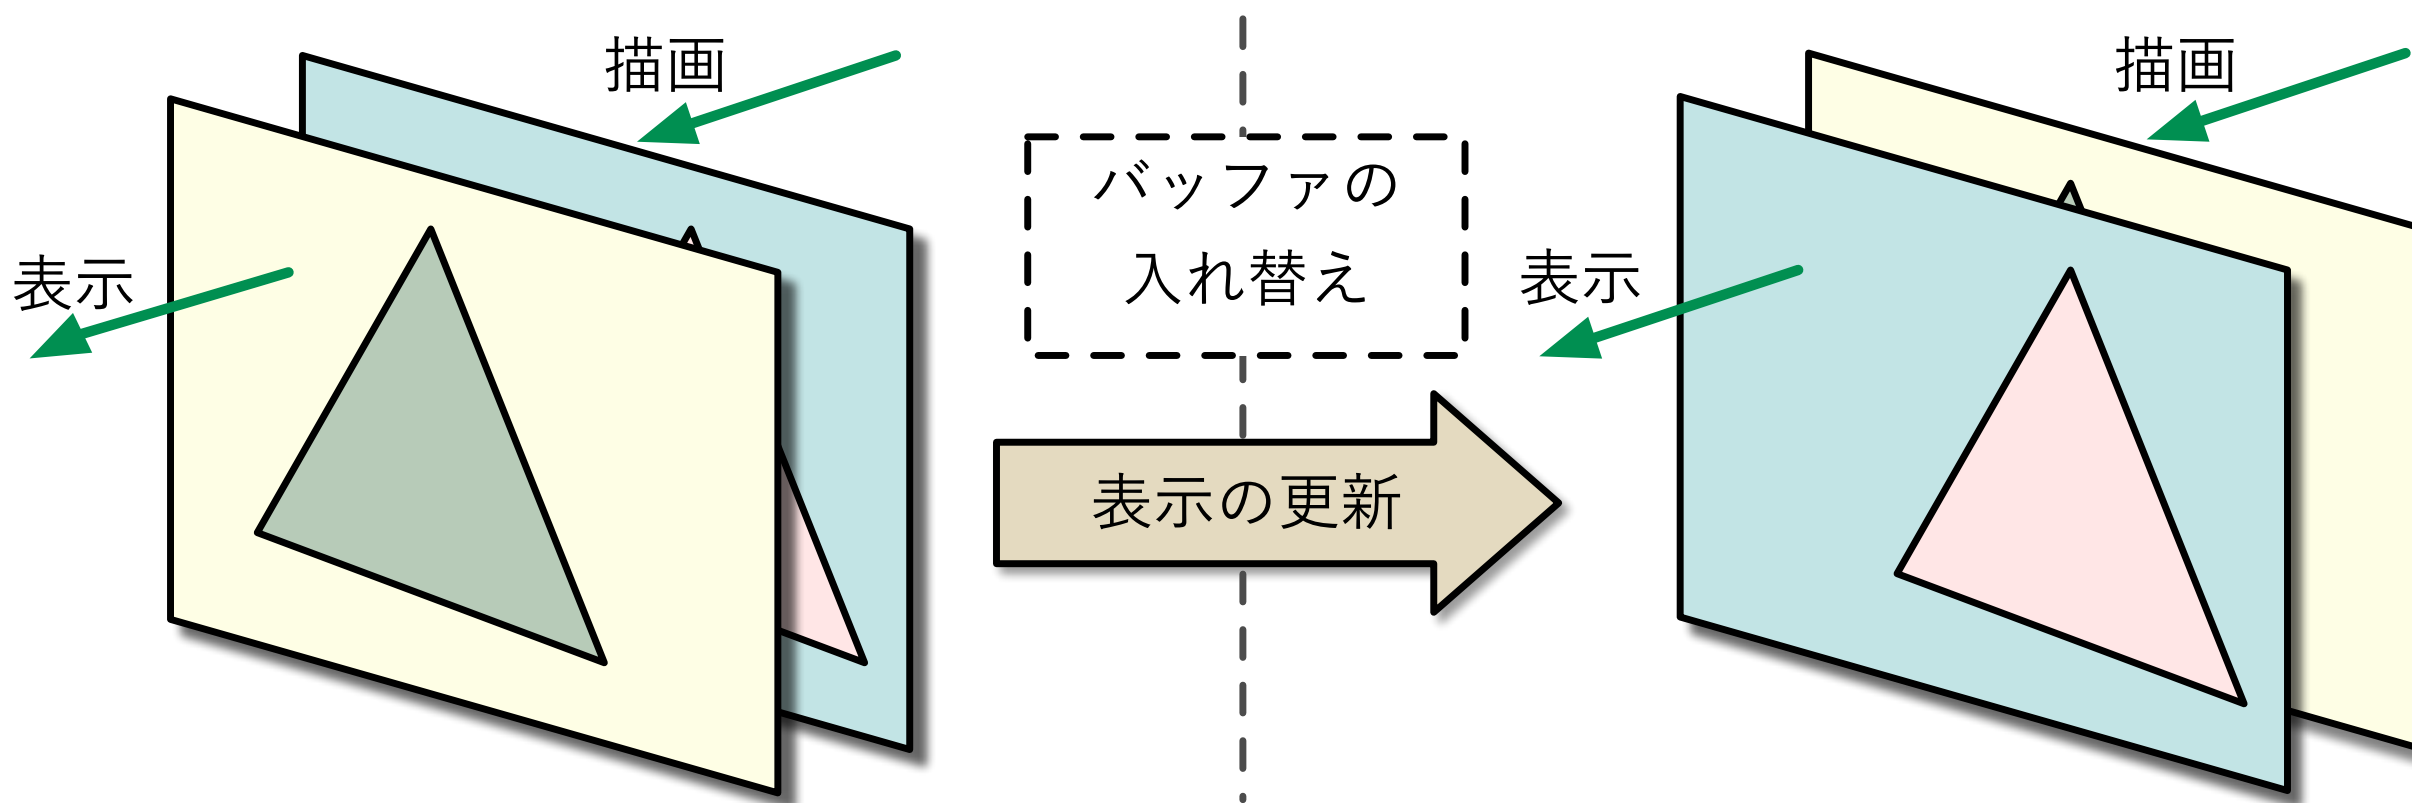 描画
表示
バッファの
入れ替え
表示の更新
描画
表示